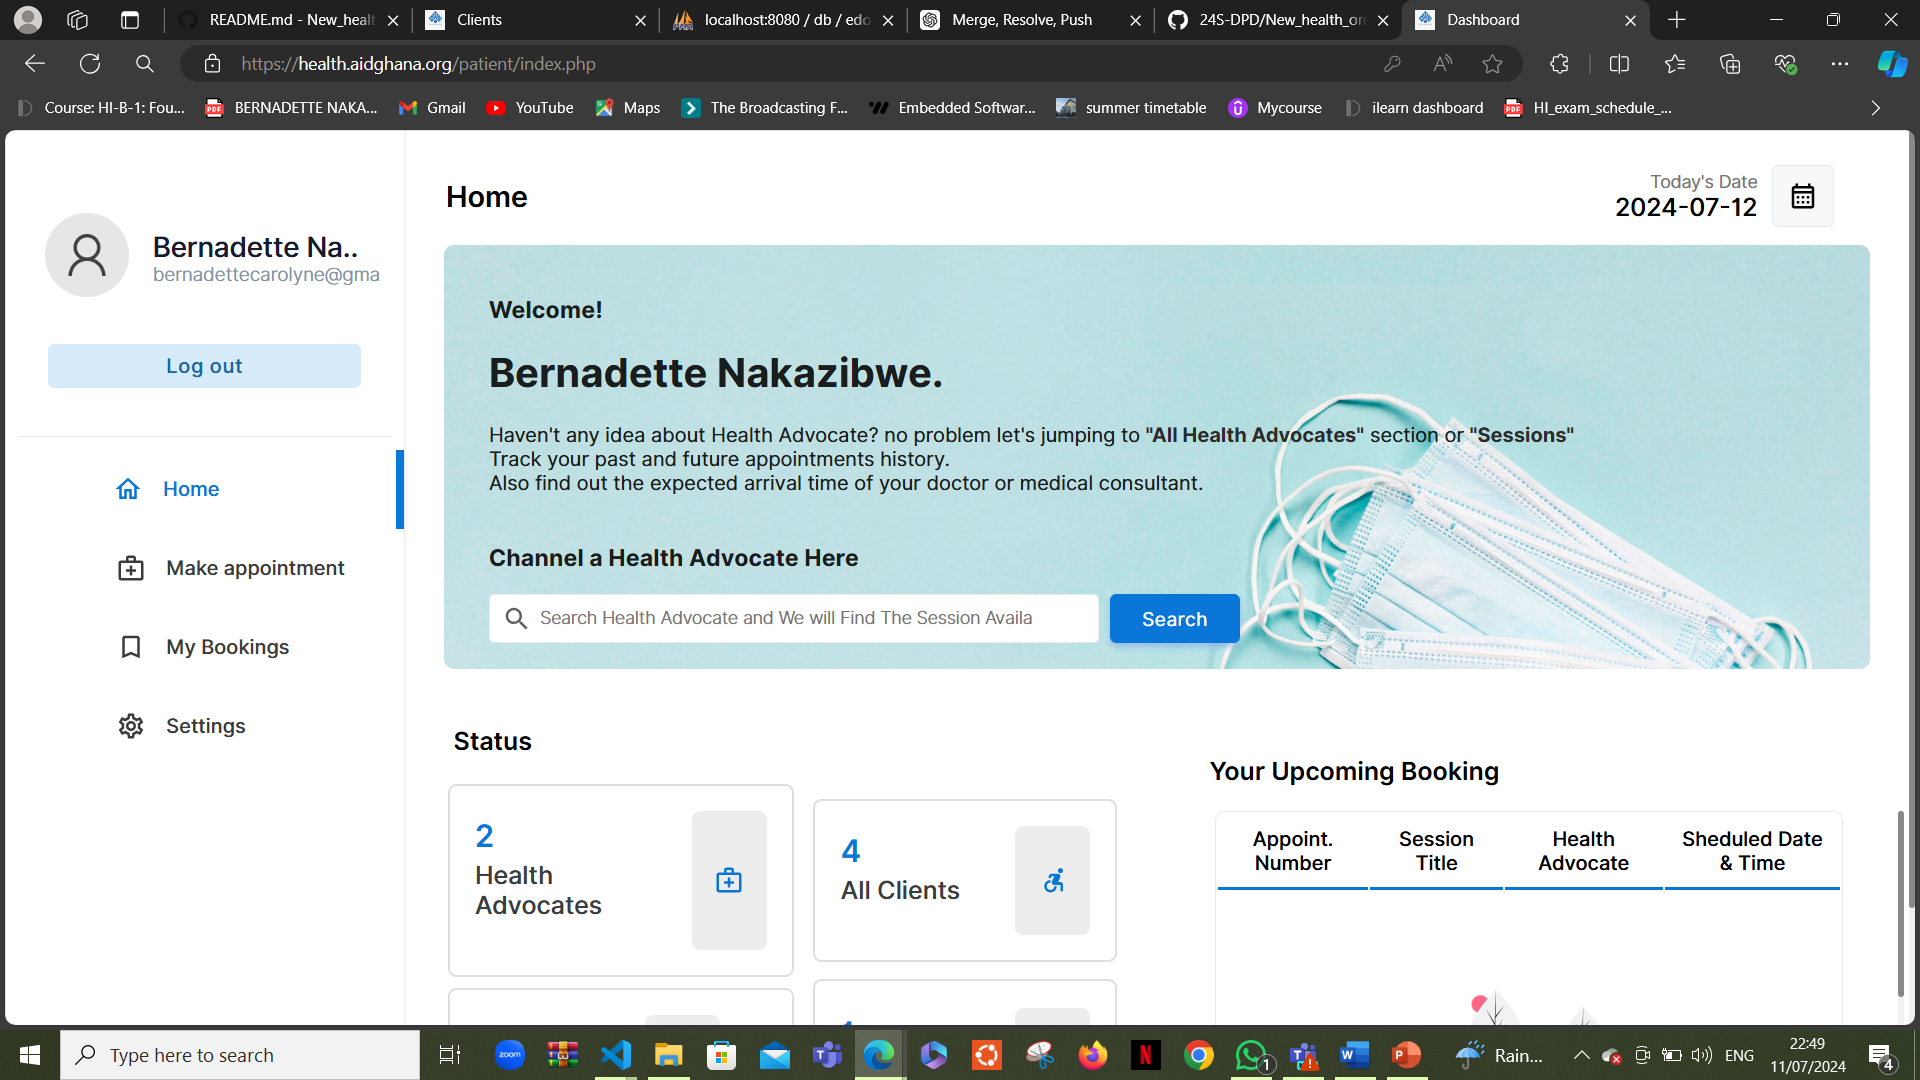 README.md - New_healt
Clients
localhost:8080 / db / edo
Merge, Resolve, Push
24S-DPD/New_health_or
Dashboard
https://health.aidghana.org/patient/index.php
Course: HI-B-1: Fou...
BERNADETTE NAKA...
Gmail
YouTube
Maps
The Broadcasting F...
Embedded Softwar...
summer timetable
Mycourse
ilearn dashboard
HI_exam_schedule_...
Bernadette Na..
bernadettecarolyne@gma
Log out
Home
Make appointment
My Bookings
Settings
Home
Today's Date
2024-07-12
Welcome!
Bernadette Nakazibwe.
Haven't any idea about Health Advocate? no problem let's jumping to "All Health Advocates" section or "Sessions"
Track your past and future appointments history.
Also find out the expected arrival time of your doctor or medical consultant.
Channel a Health Advocate Here
Search Health Advocate and We will Find The Session Availa
Search
Status
2
Health
Advocates
4
All Clients
Your Upcoming Booking
Appoint.
Number
Session
Title
Health
Advocate
Sheduled Date
& Time
Type here to search
zoom
1
Rain...
ENG
22:49
11/07/2024
4